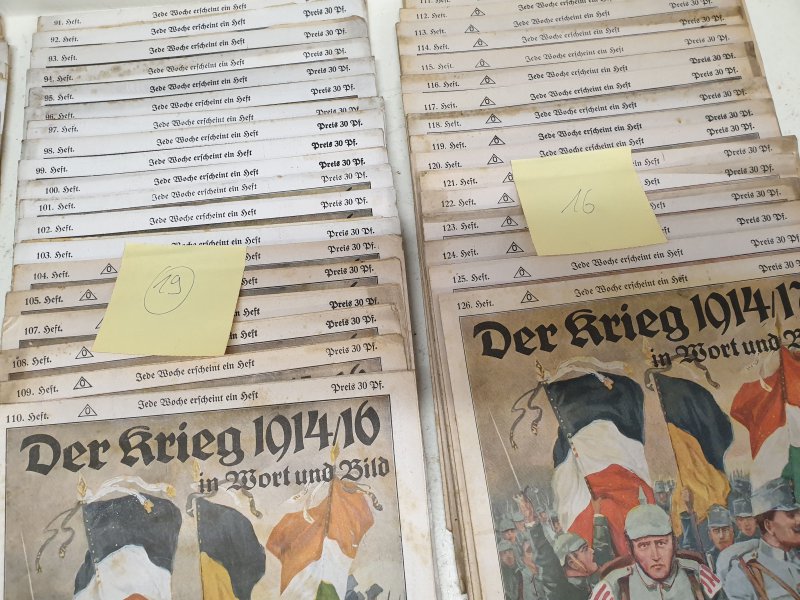 91. Heft. Jede Woche erscheint ein Heft Preis 30 Pf.
92. Heft. Jede Woche erscheint ein Heft Preis 30 Pf.
93. Heft. Jede Woche erscheint ein Heft Preis 30 Pf.
94. Heft. Jede Woche erscheint ein Heft Preis 30 Pf.
95. Heft. Jede Woche erscheint ein Heft Preis 30 Pf.
96. Heft. Jede Woche erscheint ein Heft Preis 30 Pf.
97. Heft. Jede Woche erscheint ein Heft Preis 30 Pf.
98. Heft. Jede Woche erscheint ein Heft Preis 30 Pf.
99. Heft. Jede Woche erscheint ein Heft Preis 30 Pf.
100. Heft. Jede Woche erscheint ein Heft Preis 30 Pf.
101. Heft. Jede Woche erscheint ein Heft Preis 30 Pf.
102. Heft. Jede Woche erscheint ein Heft Preis 30 Pf.
103. Heft. Preis 30 Pf.
104. Heft. Ö Preis 30 Pf.
105. Heft. Ö Preis 30 Pf.
107. Heft. Ö Preis 30 Pf.
108. Heft. Ö Preis 30 Pf.
109. Heft. Ö Jede Woche erscheint ein Heft Preis 30 Pf.
110. Heft. Ö Jede Woche erscheint ein Heft Preis 30 Pf.
Der Krieg 1914/16
in Wort und Bild
19
112. Heft. Ö Jede Woche erscheint ein Heft Preis 30 Pf.
113. Heft. Ö Jede Woche erscheint ein Heft Preis 30 Pf.
114. Heft. Ö Jede Woche erscheint ein Heft Preis 30 Pf.
115. Heft. Ö Jede Woche erscheint ein Heft Preis 30 Pf.
116. Heft. Ö Jede Woche erscheint ein Heft Preis 30 Pf.
117. Heft. Ö Jede Woche erscheint ein Heft Preis 30 Pf.
118. Heft. Ö Jede Woche erscheint ein Heft Preis 30 Pf.
119. Heft. Ö Jede Woche erscheint ein Heft Preis 30 Pf.
120. Heft. Ö Jede Woche erscheint ein Heft Preis 30 Pf.
121. Heft. Ö Preis 30 Pf.
122. Heft. Ö Preis 30 Pf.
123. Heft. Ö Preis 30 Pf.
124. Heft. Ö Preis 30 Pf.
125. Heft. Ö Jede Woche erscheint ein Heft Preis 30 Pf.
126. Heft. Ö Jede Woche erscheint ein Heft Preis 30 Pf.
Der Krieg 1914/17
in Wort und Bild
16